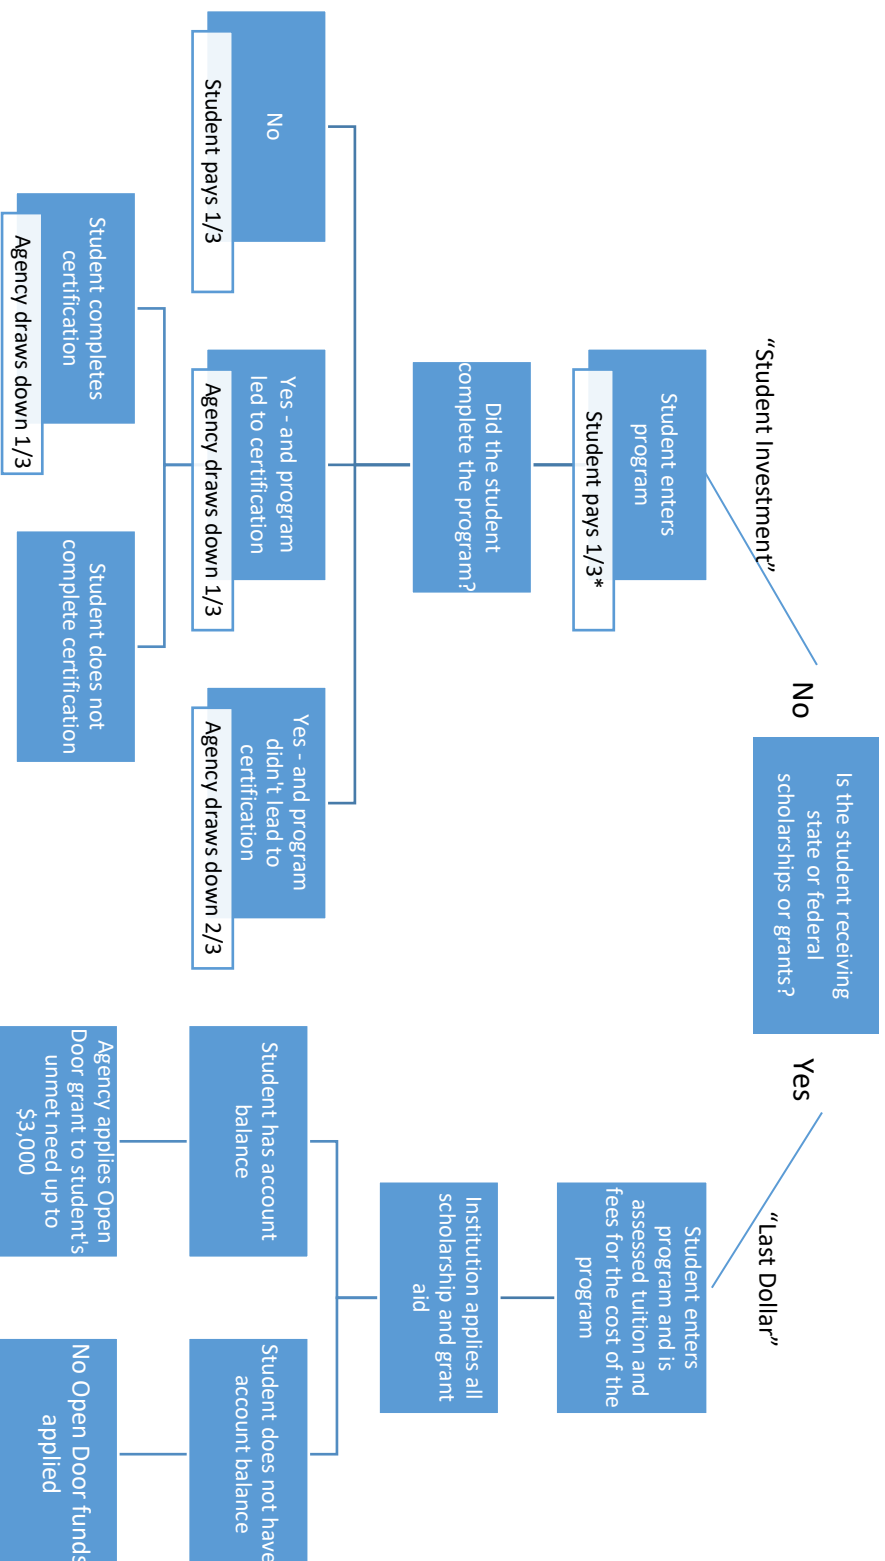 Is the student receiving
state or federal
scholarships or grants?
No
Yes
“Student Investment”
“Last Dollar”
Student enters
program
Student pays 1/3*
Did the student
complete the program?
No
Student pays 1/3
Yes - and program
led to certification
Agency draws down 1/3
Yes - and program
didn't lead to
certification
Agency draws down 2/3
Student completes
certification
Agency draws down 1/3
Student does not
complete certification
Student enters
program and is
assessed tuition and
fees for the cost of the
program
Institution applies all
scholarship and grant
aid
Student has account
balance
Student does not have
account balance
Agency applies Open
Door grant to student's
unmet need up to
$3,000
No Open Door funds
applied